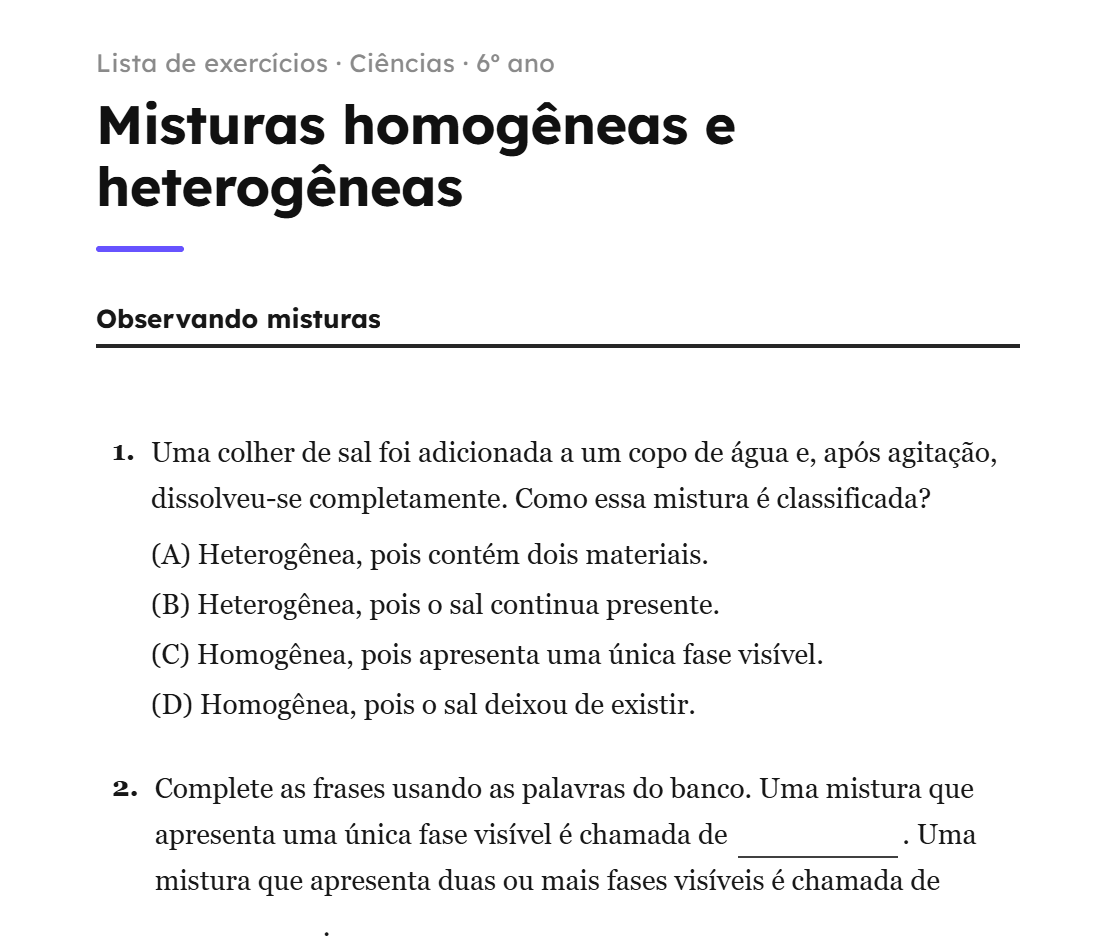 Lista de exercícios · Ciências · 6º ano
Misturas homogêneas e
heterogêneas
Observando misturas
1. Uma colher de sal foi adicionada a um copo de água e, após agitação,
dissolveu-se completamente. Como essa mistura é classificada?
(A) Heterogênea, pois contém dois materiais.
(B) Heterogênea, pois o sal continua presente.
(C) Homogênea, pois apresenta uma única fase visível.
(D) Homogênea, pois o sal deixou de existir.
2. Complete as frases usando as palavras do banco. Uma mistura que
apresenta uma única fase visível é chamada de ____________ . Uma
mistura que apresenta duas ou mais fases visíveis é chamada de
.